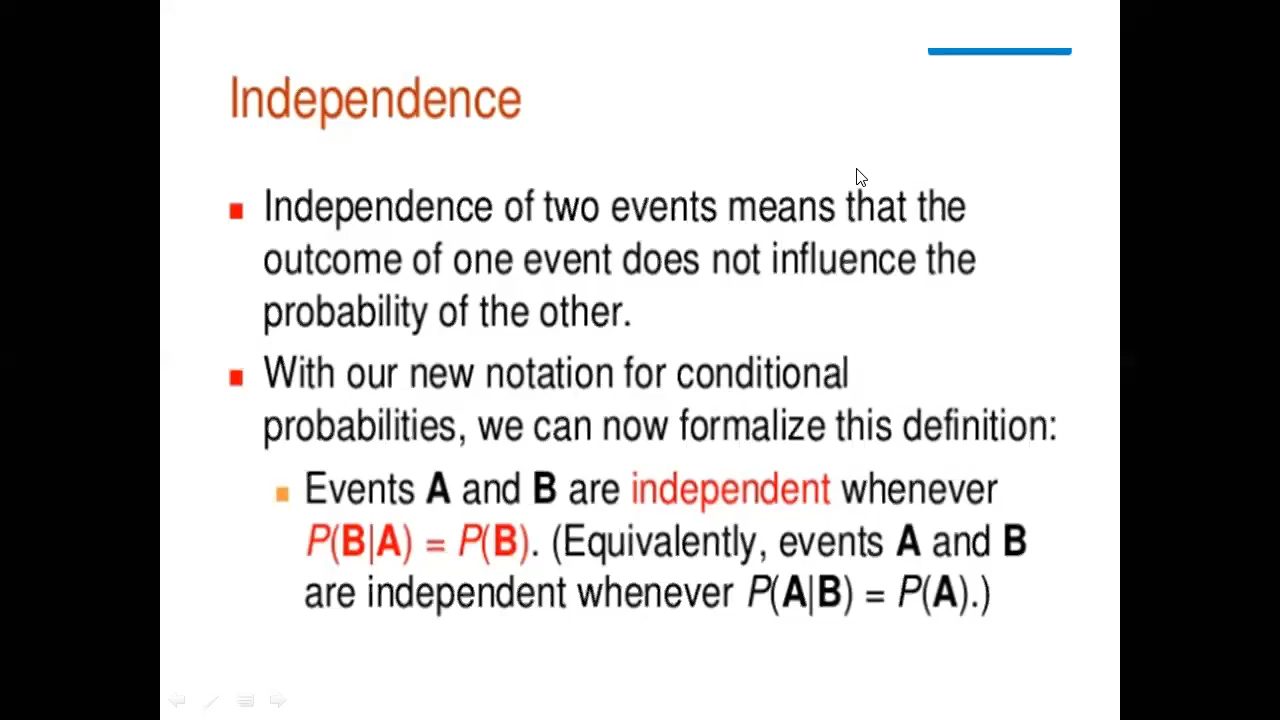 Independence
Independence of two events means that the
outcome of one event does not influence the
probability of the other.
With our new notation for conditional
probabilities, we can now formalize this definition:
Events A and B are independent whenever
P(B|A) = P(B). (Equivalently, events A and B
are independent whenever P(A|B) = P(A).)